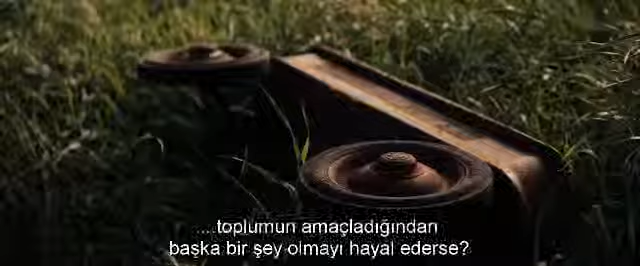 ....toplumun amaçladığından
başka bir şey olmayı hayal ederse?